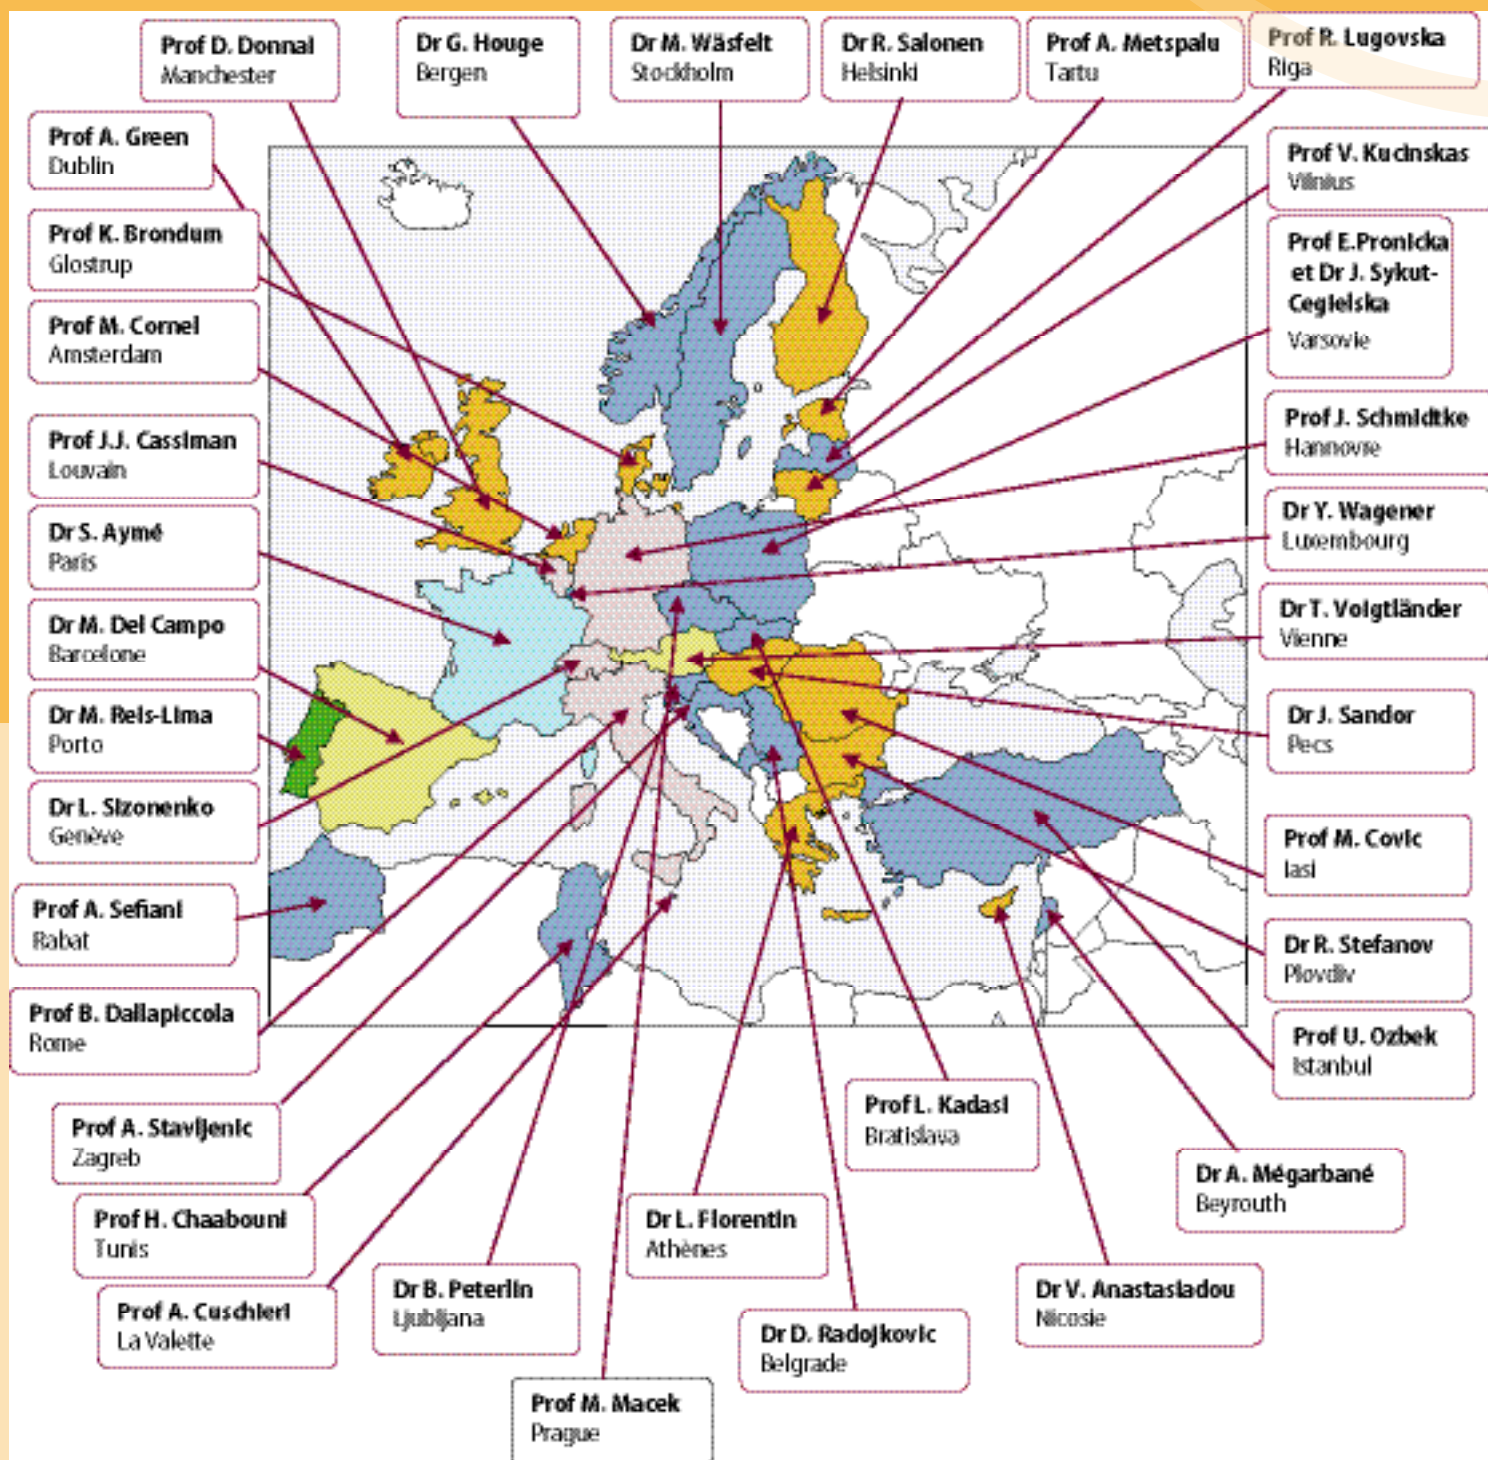 Prof D. Donnai
Manchester
Dr G. Houge
Bergen
Dr M. Wäsfelt
Stockholm
Dr R. Salonen
Helsinki
Prof A. Metspalu
Tartu
Prof R. Lugovska
Riga
Prof A. Green
Dublin
Prof V. Kucinskas
Vilnius
Prof K. Brondum
Glostrup
Prof E.Pronicka
et Dr J. Sykut-
Cegielska
Varsovie
Prof M. Cornel
Amsterdam
Prof J. Schmidtke
Hannovre
Prof J.J. Cassiman
Louvain
Dr Y. Wagener
Luxembourg
Dr S. Aymé
Paris
Dr T. Voigtländer
Vienne
Dr M. Del Campo
Barcelone
Dr M. Reis-Lima
Porto
Dr J. Sandor
Pecs
Dr L. Sizonenko
Genève
Prof M. Covic
Iasi
Prof A. Sefiani
Rabat
Dr R. Stefanov
Plovdiv
Prof B. Dallapiccola
Rome
Prof U. Ozbek
Istanbul
Prof L. Kadasi
Bratislava
Prof A. Stavljenic
Zagreb
Dr A. Mégarbané
Beyrouth
Prof H. Chaabouni
Tunis
Dr L. Florentin
Athènes
Dr B. Peterlin
Ljubljana
Dr V. Anastasiadou
Nicosie
Prof A. Cuschieri
La Valette
Dr D. Radojkovic
Belgrade
Prof M. Macek
Prague